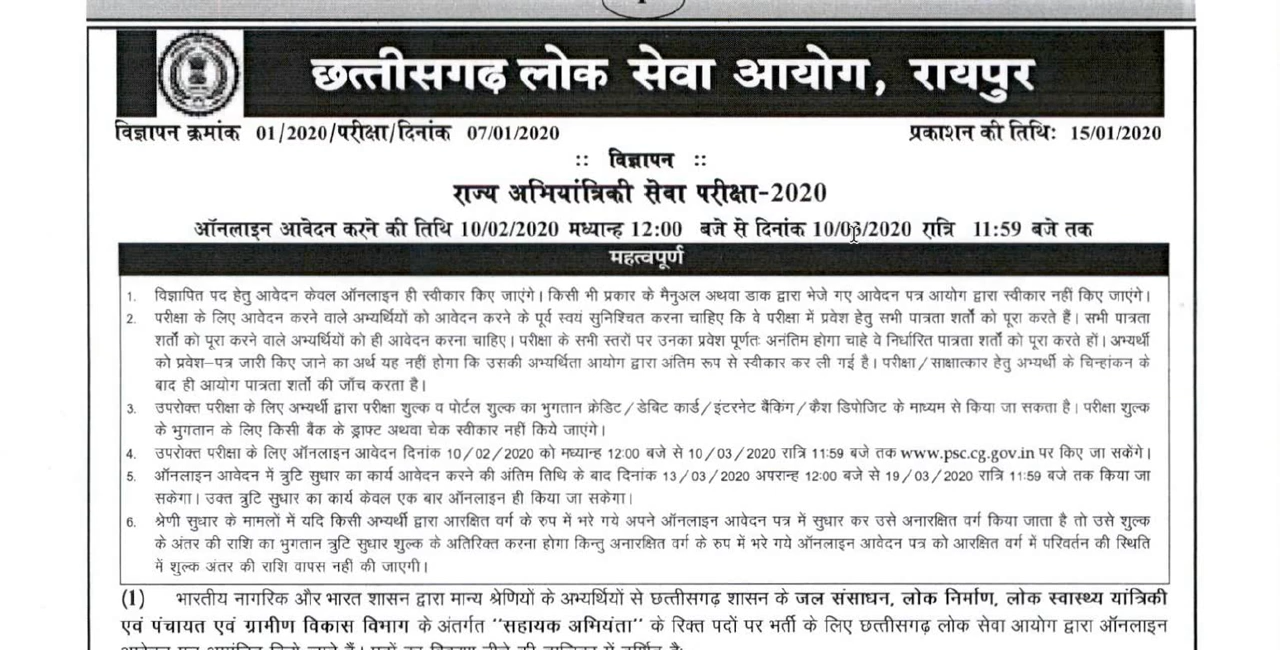 छत्तीसगढ़ लोक सेवा आयोग, रायपुर
विज्ञापन क्रमांक 01/2020/परीक्षा/दिनांक 07/01/2020 प्रकाशन की तिथिः 15/01/2020
:: विज्ञापन ::
राज्य अभियांत्रिकी सेवा परीक्षा-2020
ऑनलाइन आवेदन करने की तिथि 10/02/2020 मध्यान्ह 12:00 बजे से दिनांक 10/03/2020 रात्रि 11:59 बजे तक
महत्वपूर्ण
1. विज्ञापित पद हेतु आवेदन केवल ऑनलाइन ही स्वीकार किए जाएंगे। किसी भी प्रकार के मैनुअल अथवा डाक द्वारा भेजे गए आवेदन पत्र आयोग द्वारा स्वीकार नहीं किए जाएंगे।
2. परीक्षा के लिए आवेदन करने वाले अभ्यर्थियों को आवेदन करने के पूर्व स्वयं सुनिश्चित करना चाहिए कि वे परीक्षा में प्रवेश हेतु सभी पात्रता शर्तो को पूरा करते हैं। सभी पात्रता
शर्तो को पूरा करने वाले अभ्यर्थियों को ही आवेदन करना चाहिए। परीक्षा के सभी स्तरों पर उनका प्रवेश पूर्णतः अनंतिम होगा चाहे वे निर्धारित पात्रता शर्तो को पूरा करते हों। अभ्यर्थी
को प्रवेश–पत्र जारी किए जाने का अर्थ यह नहीं होगा कि उसकी अभ्यर्थिता आयोग द्वारा अंतिम रूप से स्वीकार कर ली गई है। परीक्षा/साक्षात्कार हेतु अभ्यर्थी के चिन्हांकन के
बाद ही आयोग पात्रता शर्तो की जाँच करता है।
3. उपरोक्त परीक्षा के लिए अभ्यर्थी द्वारा परीक्षा शुल्क व पोर्टल शुल्क का भुगतान क्रेडिट/डेबिट कार्ड/इंटरनेट बैंकिंग/कैश डिपोजिट के माध्यम से किया जा सकता है। परीक्षा शुल्क
के भुगतान के लिए किसी बैंक के ड्राफ्ट अथवा चेक स्वीकार नहीं किये जाएंगे।
4. उपरोक्त परीक्षा के लिए ऑनलाइन आवेदन दिनांक 10/02/2020 को मध्यान्ह 12:00 बजे से 10/03/2020 रात्रि 11:59 बजे तक www.psc.cg.gov.in पर किए जा सकेंगे।
5. ऑनलाइन आवेदन में त्रुटि सुधार का कार्य आवेदन करने की अंतिम तिथि के बाद दिनांक 13/03/2020 अपरान्ह 12:00 बजे से 19/03/2020 रात्रि 11:59 बजे तक किया जा
सकेगा। उक्त त्रुटि सुधार का कार्य केवल एक बार ऑनलाइन ही किया जा सकेगा।
6. श्रेणी सुधार के मामलों में यदि किसी अभ्यर्थी द्वारा आरक्षित वर्ग के रुप में भरे गये अपने ऑनलाइन आवेदन पत्र में सुधार कर उसे अनारक्षित वर्ग किया जाता है तो उसे शुल्क
के अंतर की राशि का भुगतान त्रुटि सुधार शुल्क के अतिरिक्त करना होगा किन्तु अनारक्षित वर्ग के रुप में भरे गये ऑनलाइन आवेदन पत्र को आरक्षित वर्ग में परिवर्तन की स्थिति
में शुल्क अंतर की राशि वापस नहीं की जाएगी।
(1) भारतीय नागरिक और भारत शासन द्वारा मान्य श्रेणियों के अभ्यर्थियों से छत्तीसगढ़ शासन के जल संसाधन, लोक निर्माण, लोक स्वास्थ्य यांत्रिकी
एवं पंचायत एवं ग्रामीण विकास विभाग के अंतर्गत "सहायक अभियंता" के रिक्त पदों पर भर्ती के लिए छत्तीसगढ़ लोक सेवा आयोग द्वारा ऑनलाइन